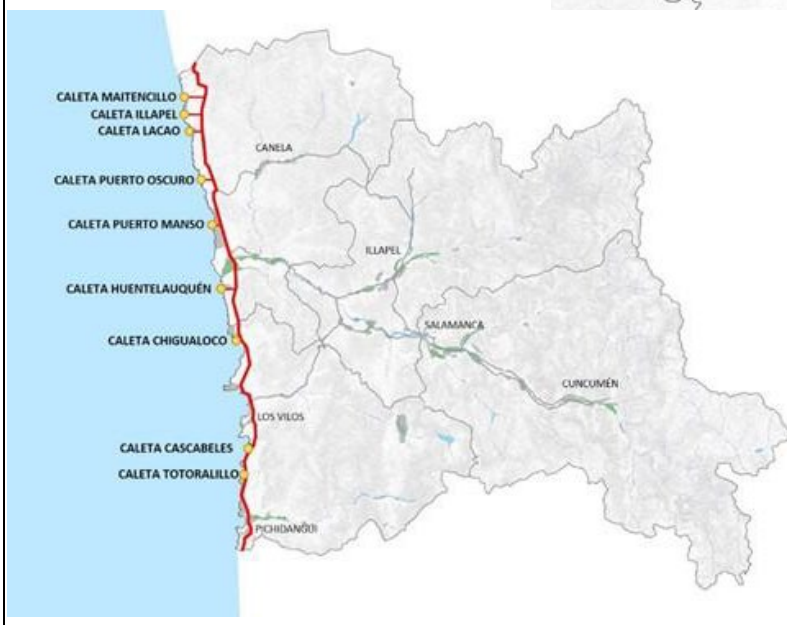 CALETA MAITENCILLO
CALETA ILLAPEL
CALETA LACAO
CANELA
CALETA PUERTO OSCURO
CALETA PUERTO MANSO
ILLAPEL
CALETA HUENTELAUQUÉN
SALAMANCA
CALETA CHIGUALOCO
CUNCUMÉN
LOS VILOS
CALETA CASCABELES
CALETA TOTORALILLO
PICHIDANGUI